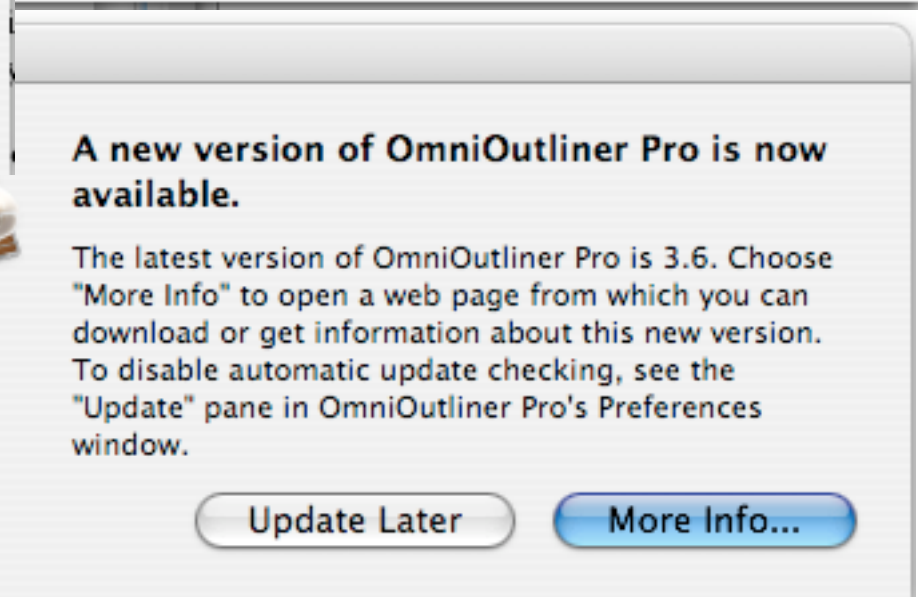 A new version of OmniOutliner Pro is now
available.
The latest version of OmniOutliner Pro is 3.6. Choose
"More Info" to open a web page from which you can
download or get information about this new version.
To disable automatic update checking, see the
"Update" pane in OmniOutliner Pro's Preferences
window.
Update Later
More Info...